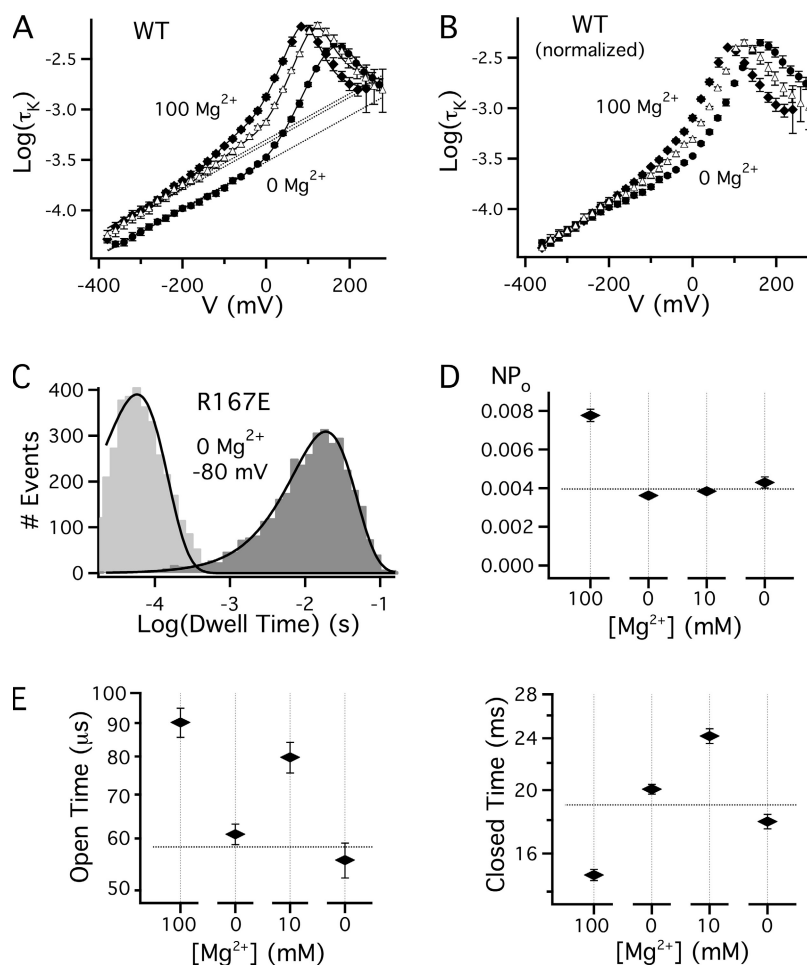 A
WT
Log(τK)
-2.5
-3.0
-3.5
-4.0
100 Mg2+
0 Mg2+
-400 -200 0 200
V (mV)
B
WT
(normalized)
Log(τK)
-2.5
-3.0
-3.5
-4.0
100 Mg2+
0 Mg2+
-400 -200 0 200
V (mV)
C
R167E
0 Mg2+
-80 mV
# Events
400
300
200
100
0
-4 -3 -2 -1
Log(Dwell Time) (s)
D
NPo
0.008
0.006
0.004
0.002
0.000
100 0 10 0
[Mg2+] (mM)
E
Open Time (μs)
100
90
80
70
60
50
100 0 10 0
[Mg2+] (mM)
Closed Time (ms)
28
24
20
16
100 0 10 0
[Mg2+] (mM)